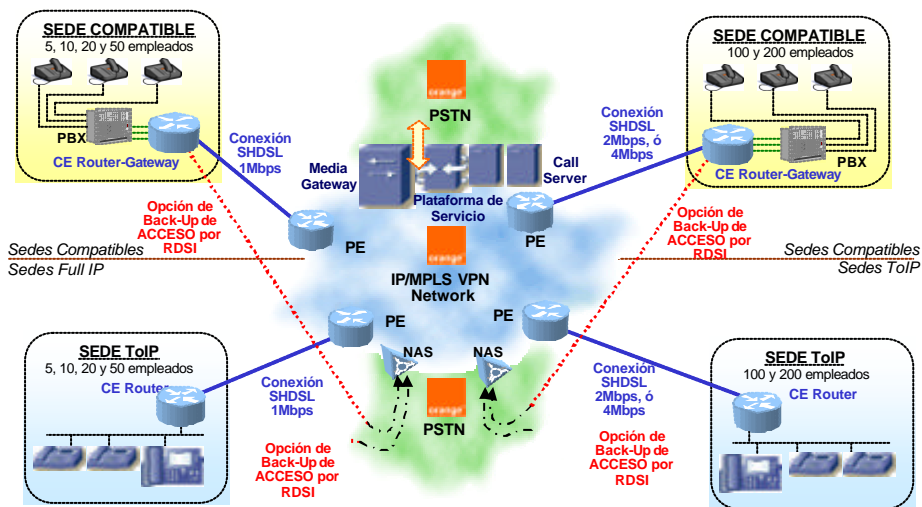 SEDE COMPATIBLE
5, 10, 20 y 50 empleados
PBX
CE Router-Gateway
Conexión
SHDSL
1Mbps
Opción de
Back-Up de
ACCESO por
RDSI
orange
PSTN
Media
Gateway
Call
Server
Plataforma de
Servicio
SEDE COMPATIBLE
100 y 200 empleados
PBX
CE Router-Gateway
Conexión
SHDSL
2Mbps, ó
4Mbps
Opción de
Back-Up de
ACCESO por
RDSI
PE
PE
orange
IP/MPLS VPN
Network
Sedes Compatibles
Sedes Full IP
Sedes Compatibles
Sedes ToIP
PE
PE
NAS
NAS
orange
PSTN
SEDE ToIP
5, 10, 20 y 50 empleados
CE Router
Conexión
SHDSL
1Mbps
Opción de
Back-Up de
ACCESO por
RDSI
SEDE ToIP
100 y 200 empleados
CE Router
Conexión
SHDSL
2Mbps, ó
4Mbps
Opción de
Back-Up de
ACCESO por
RDSI